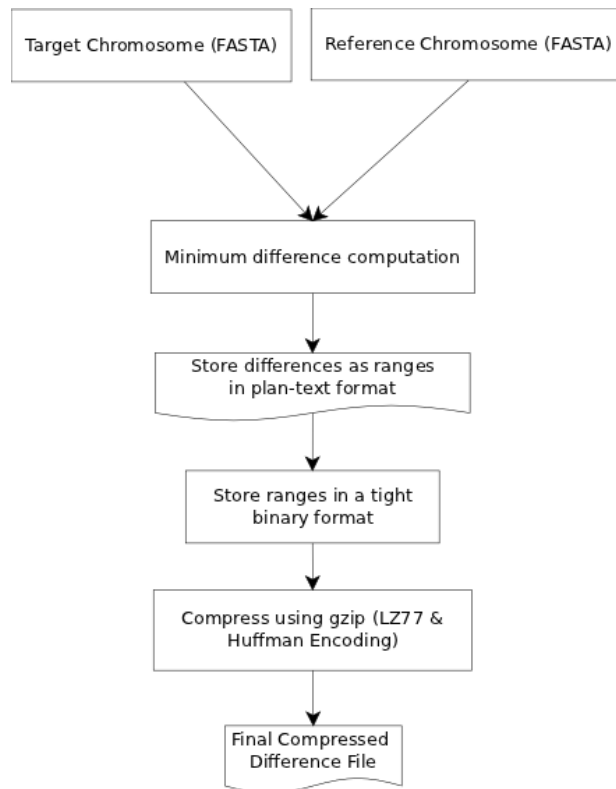 Target Chromosome (FASTA)
Reference Chromosome (FASTA)
Minimum difference computation
Store differences as ranges
in plan-text format
Store ranges in a tight
binary format
Compress using gzip (LZ77 &
Huffman Encoding)
Final Compressed
Difference File